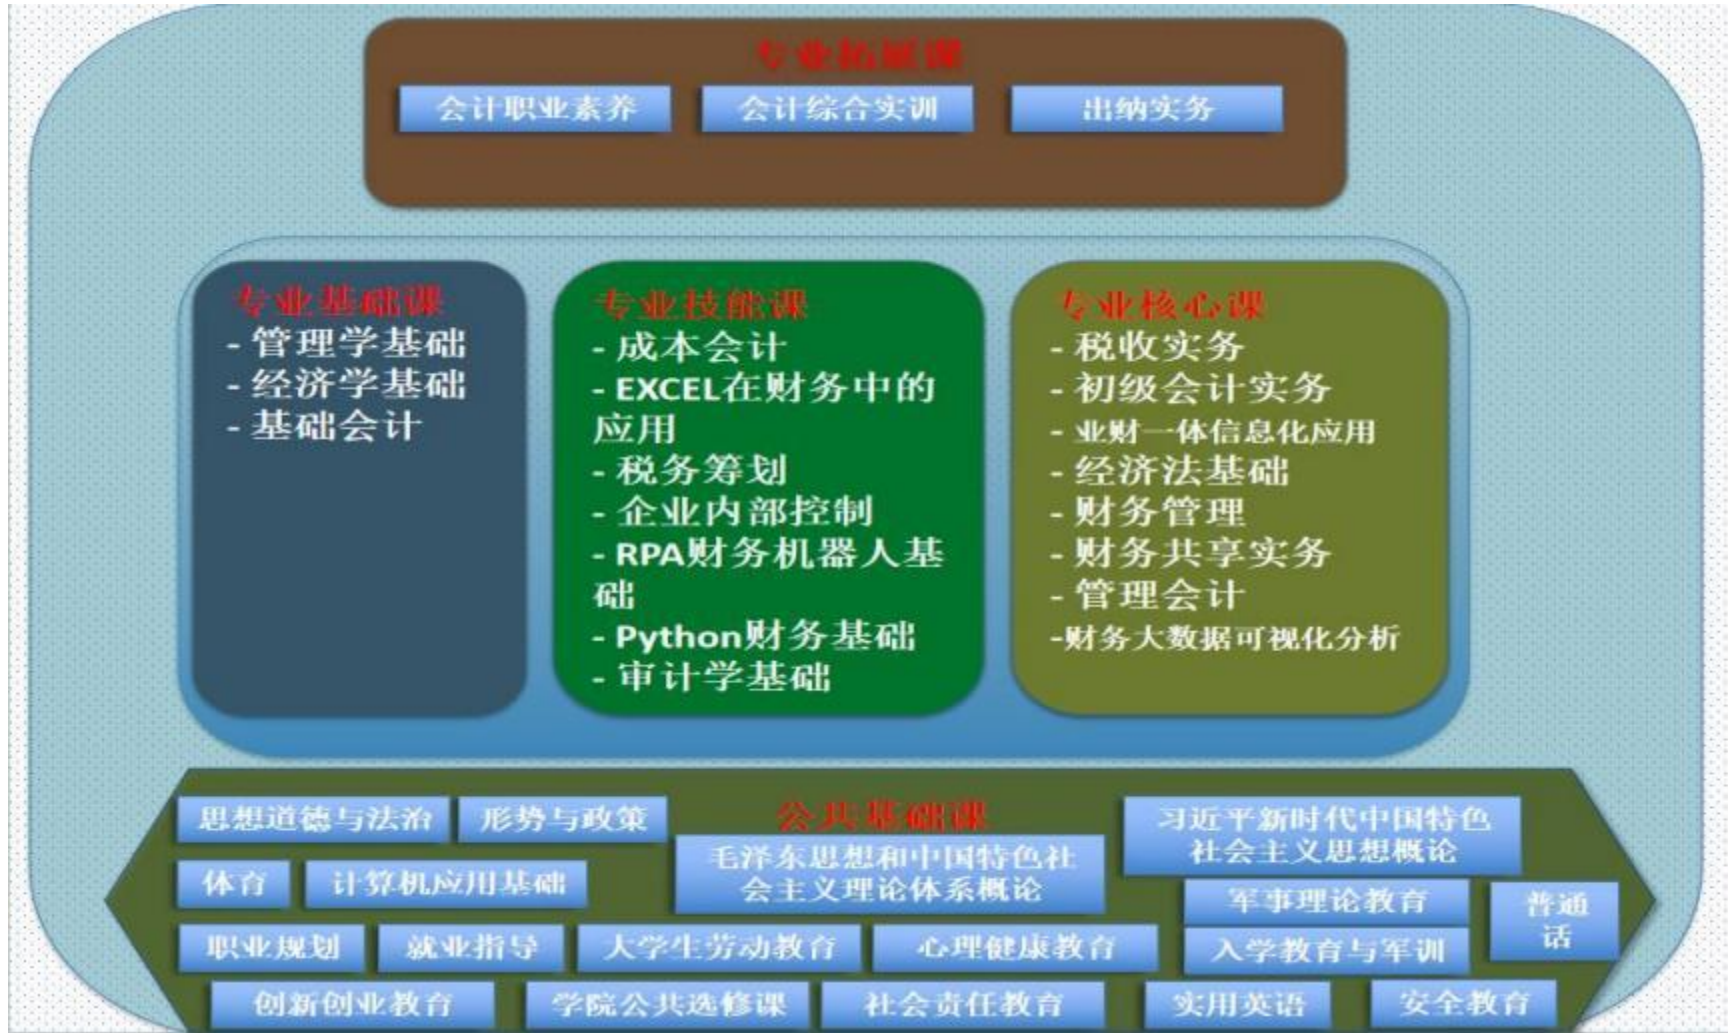 专业拓展课
会计职业素养
会计综合实训
出纳实务
专业基础课
- 管理学基础
- 经济学基础
- 基础会计
专业技能课
- 成本会计
- EXCEL在财务中的
应用
- 税务筹划
- 企业内部控制
- RPA财务机器人基
础
- Python财务基础
- 审计学基础
专业核心课
- 税收实务
- 初级会计实务
- 业财一体信息化应用
- 经济法基础
- 财务管理
- 财务共享实务
- 管理会计
-财务大数据可视化分析
公共基础课
思想道德与法治
形势与政策
毛泽东思想和中国特色社
会主义理论体系概论
习近平新时代中国特色
社会主义思想概论
体育
计算机应用基础
军事理论教育
普通
话
职业规划
就业指导
大学生劳动教育
心理健康教育
入学教育与军训
创新创业教育
学院公共选修课
社会责任教育
实用英语
安全教育